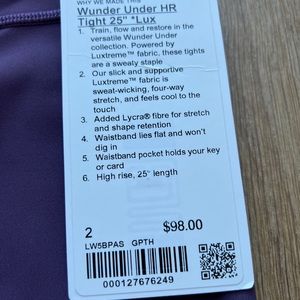 WHY WE MADE THIS
Wunder Under HR
Tight 25" *Lux
1. Train, flow and restore in the
versatile Wunder Under
collection. Powered by
Luxtreme™ fabric, these tights
are a sweaty staple
2. Our slick and supportive
Luxtreme™ fabric is
sweat-wicking, four-way
stretch, and feels cool to the
touch
3. Added Lycra® fibre for stretch
and shape retention
4. Waistband lies flat and won't
dig in
5. Waistband pocket holds your key
or card
6. High rise, 25" length
2 $98.00
LW5BPAS GPTH
000127676249